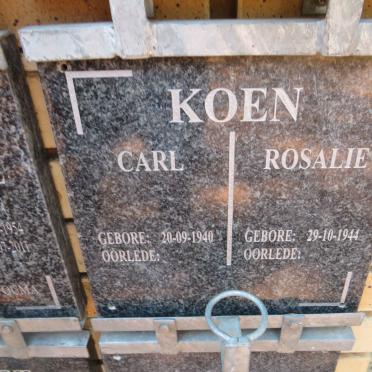 KOEN
CARL ROSALIE
GEBORE: 20-09-1940 GEBORE: 29-10-1944
OORLEDE: OORLEDE: